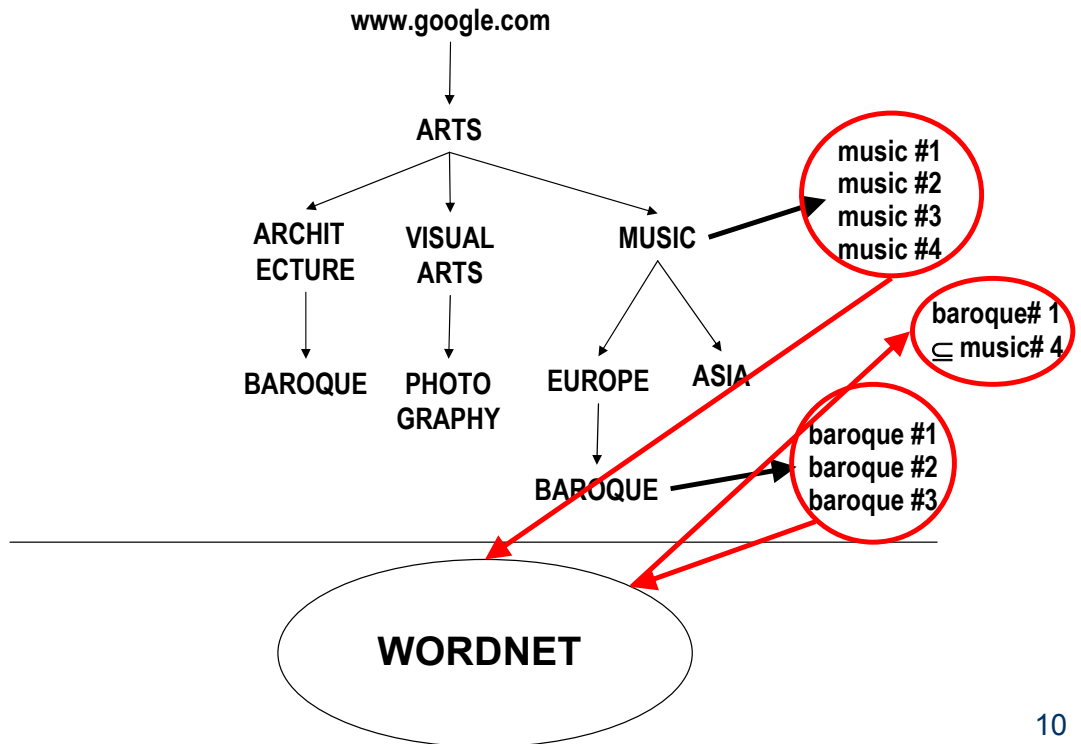 www.google.com
ARTS
music #1
music #2
music #3
music #4
ARCHIT
ECTURE
VISUAL
ARTS
MUSIC
baroque# 1
⊆ music# 4
BAROQUE
PHOTO
GRAPHY
EUROPE
ASIA
baroque #1
baroque #2
baroque #3
BAROQUE
WORDNET
10